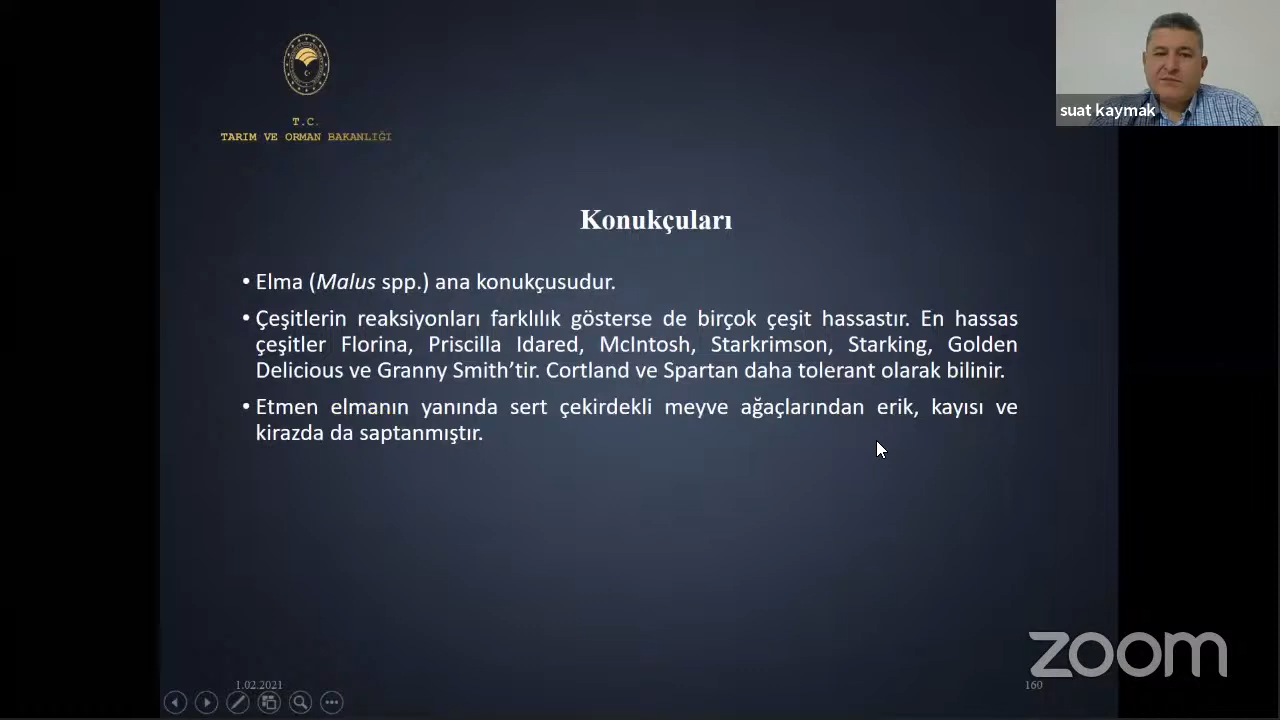 T.C.
TARIM VE ORMAN BAKANLIĞI
suat kaymak
Konukçuları
• Elma (Malus spp.) ana konukçusudur.
• Çeşitlerin reaksiyonları farklılık gösterse de birçok çeşit hassastır. En hassas
çeşitler Florina, Priscilla Idared, McIntosh, Starkrimson, Starking, Golden
Delicious ve Granny Smith’tir. Cortland ve Spartan daha tolerant olarak bilinir.
• Etmen elmanın yanında sert çekirdekli meyve ağaçlarından erik, kayısı ve
kirazda da saptanmıştır.
zoom
1.02.2021
160